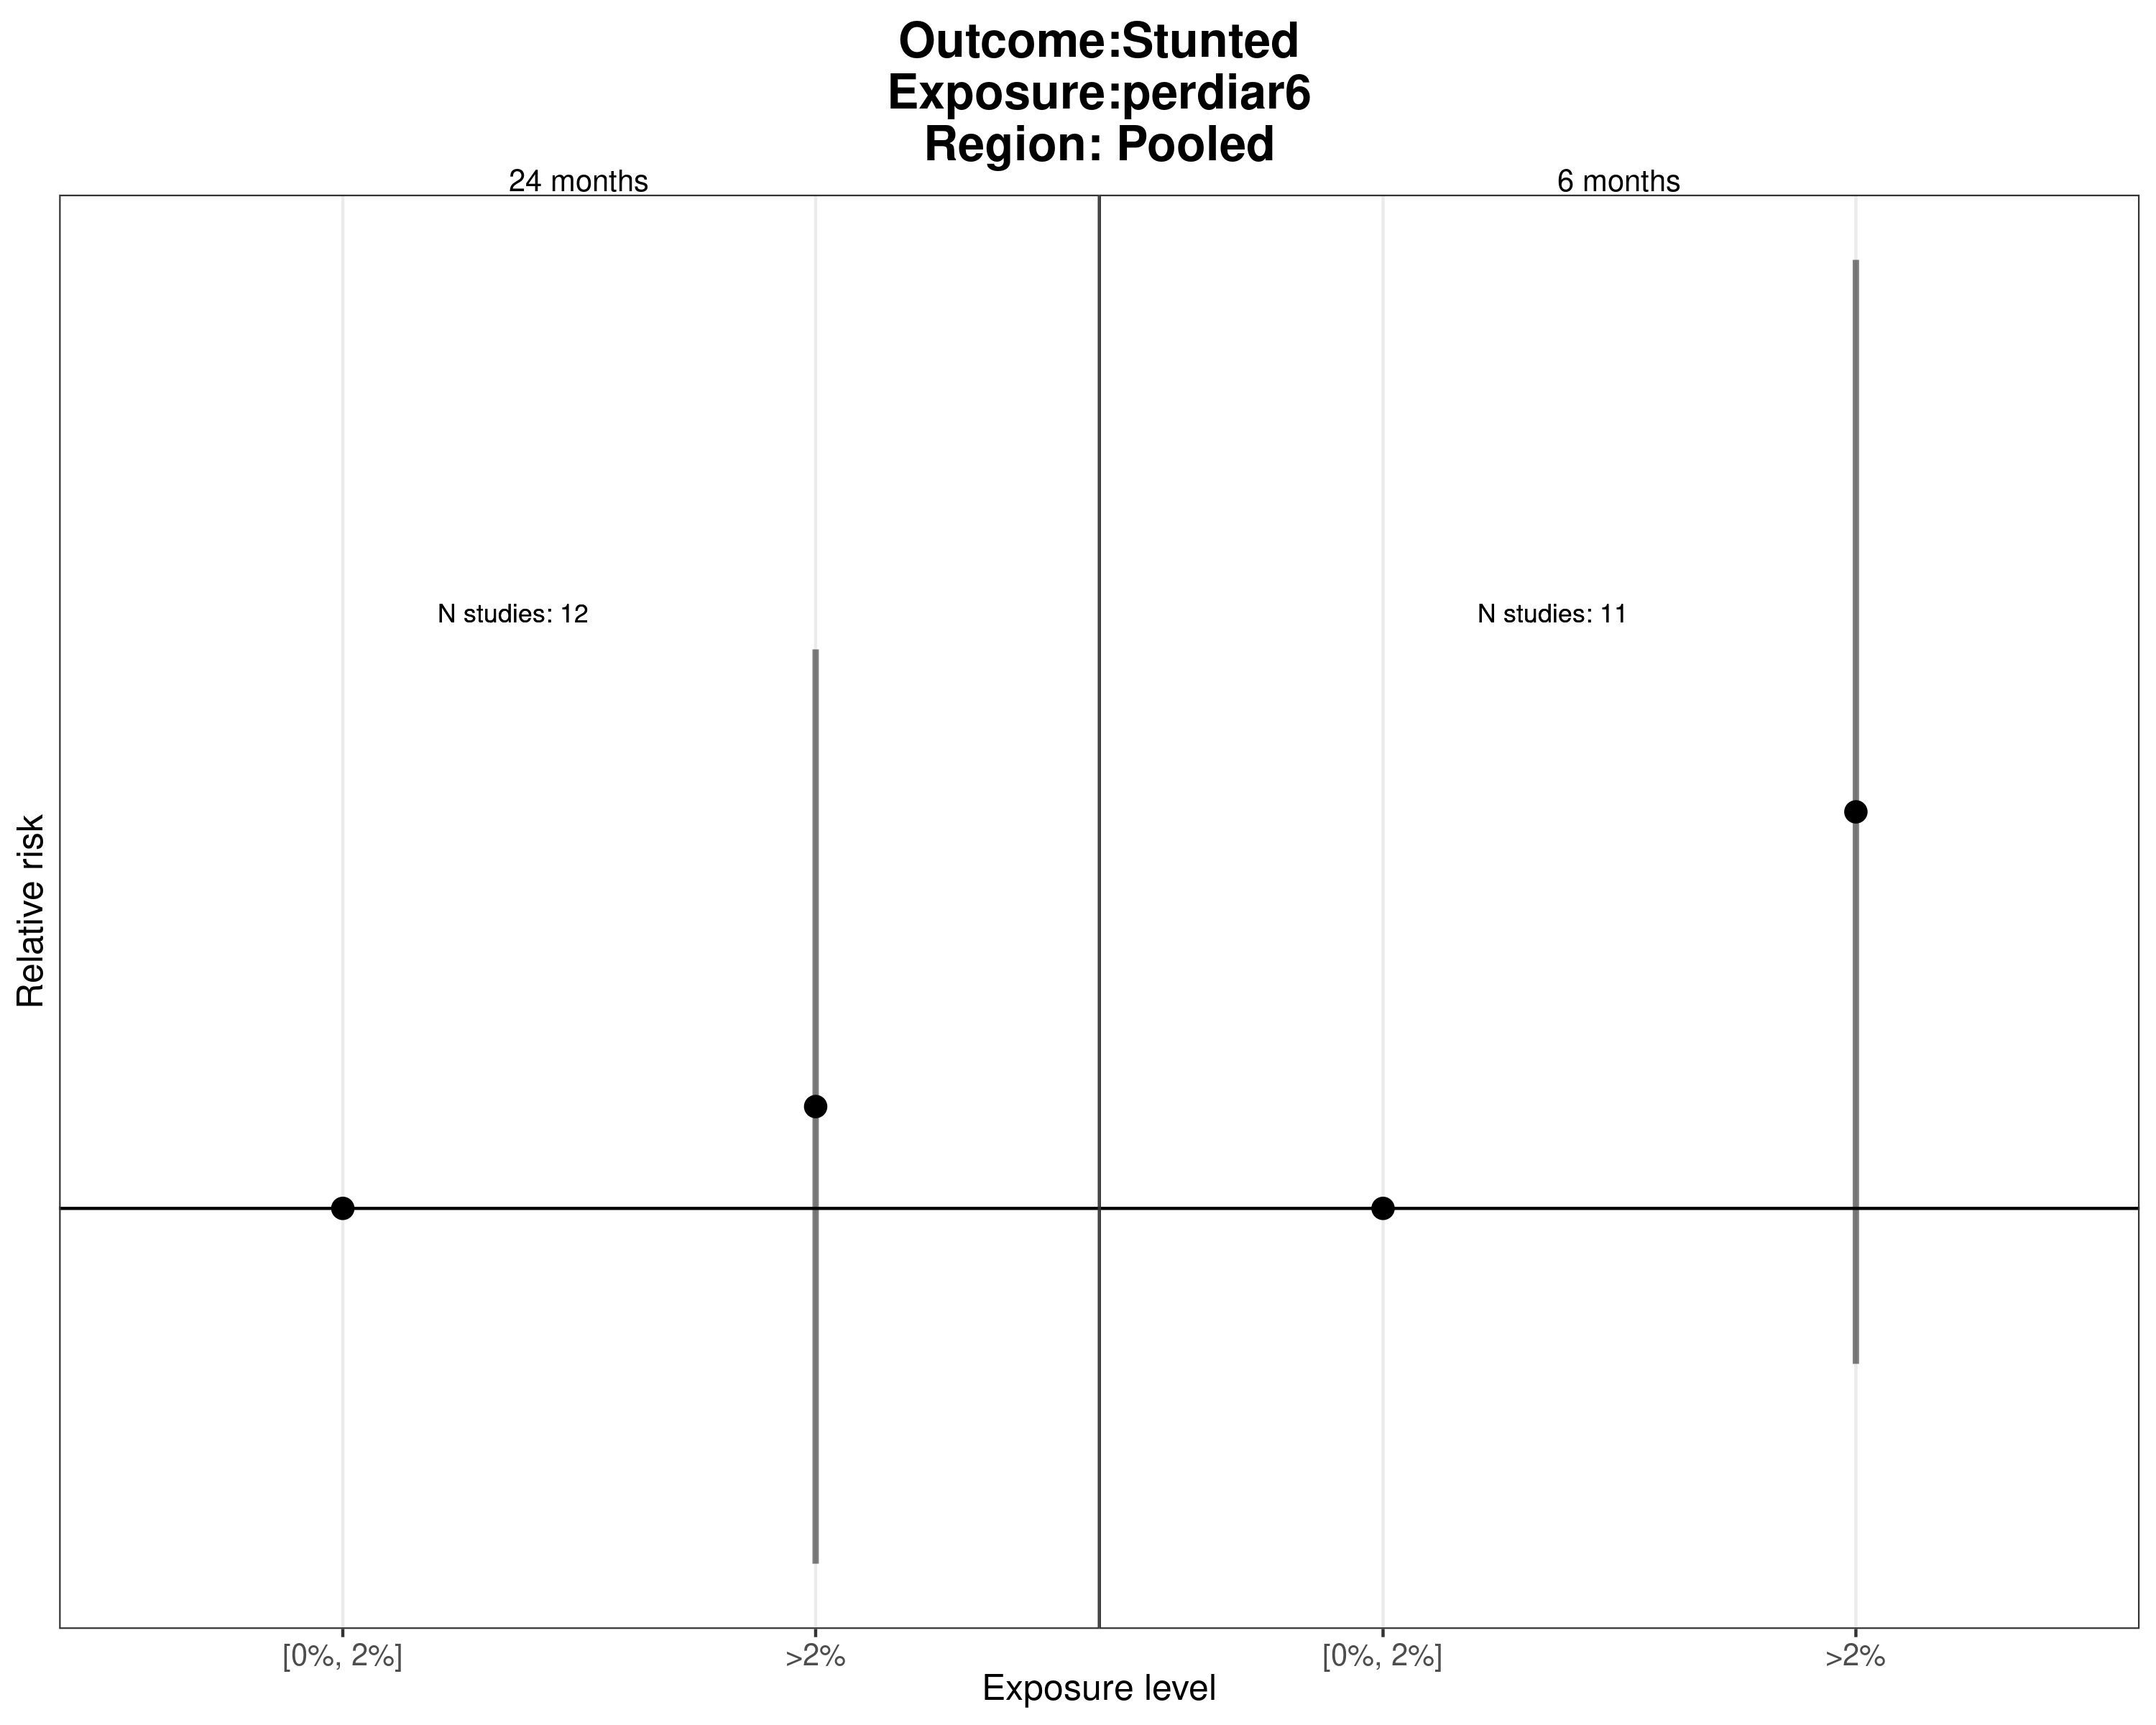 Outcome:Stunted
Exposure:perdiar6
Region: Pooled
24 months
6 months
N studies: 12
N studies: 11
Relative risk
[0%, 2%]
>2%
[0%, 2%]
>2%
Exposure level